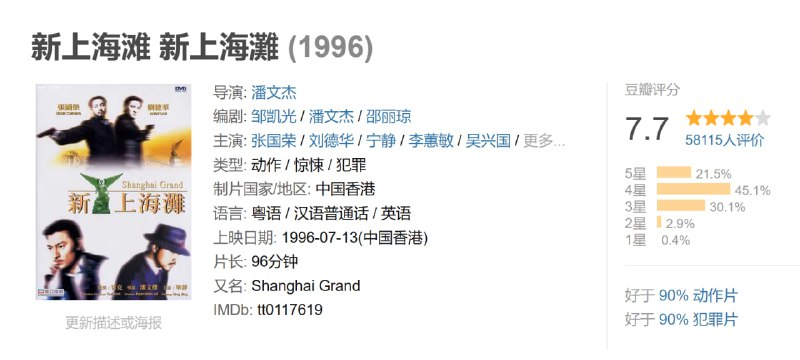 新上海滩 新上海灘 (1996)
張國榮 劉德華
DVD
Shanghai Grand
新上海灘
更新描述或海报
导演: 潘文杰
编剧: 邹凯光 / 潘文杰 / 邵丽琼
主演: 张国荣 / 刘德华 / 宁静 / 李蕙敏 / 吴兴国 / 更多...
类型: 动作 / 惊悚 / 犯罪
制片国家/地区: 中国香港
语言: 粤语 / 汉语普通话 / 英语
上映日期: 1996-07-13(中国香港)
片长: 96分钟
又名: Shanghai Grand
IMDb: tt0117619
豆瓣评分
7.7
58115人评价
5星 21.5%
4星 45.1%
3星 30.1%
2星 2.9%
1星 0.4%
好于 90% 动作片
好于 90% 犯罪片